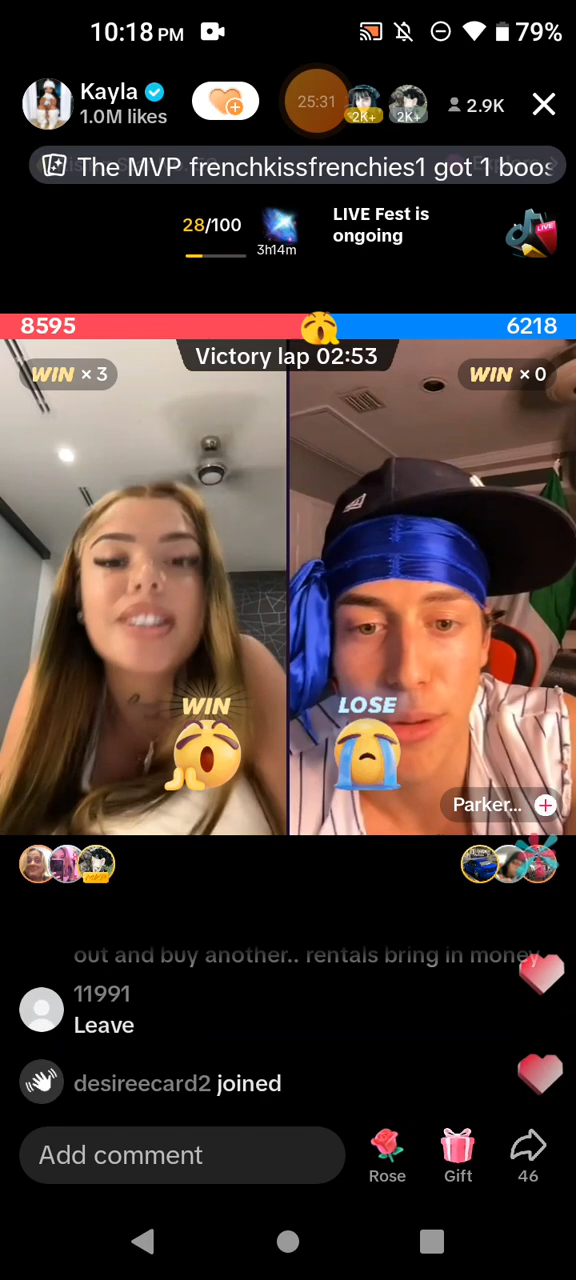 10:18 PM
79%
Kayla
1.0M likes
25:31
2K+
2K+
2.9K
The MVP frenchkissfrenchies1 got 1 boos
28/100
3h14m
LIVE Fest is
ongoing
LIVE
8595
6218
Victory lap 02:53
WIN × 3
WIN × 0
WIN
LOSE
Parker...
out and buy another.. rentals bring in money
11991
Leave
desireecard2 joined
Add comment
Rose
Gift
46